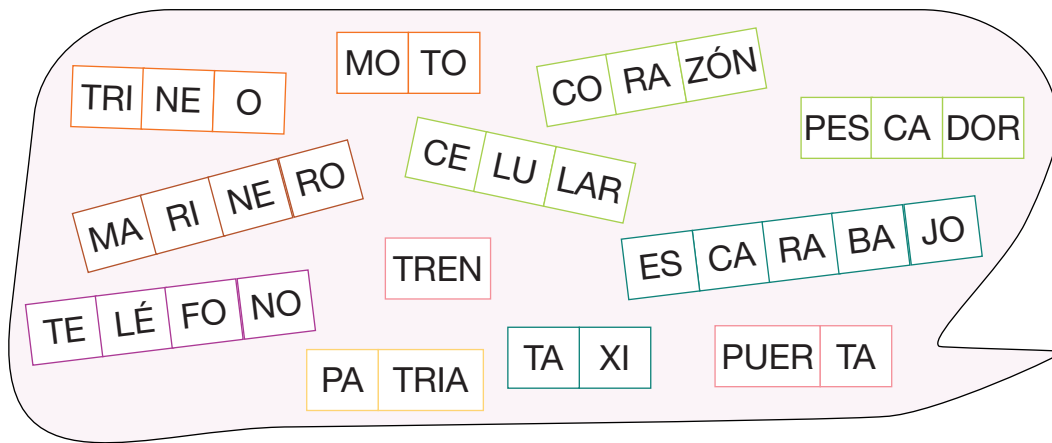 TRI NE O
MO TO
CO RA ZÓN
PES CA DOR
MA RI NE RO
CE LU LAR
TREN
ES CA RA BA JO
TE LÉ FO NO
PA TRIA
TA XI
PUER TA